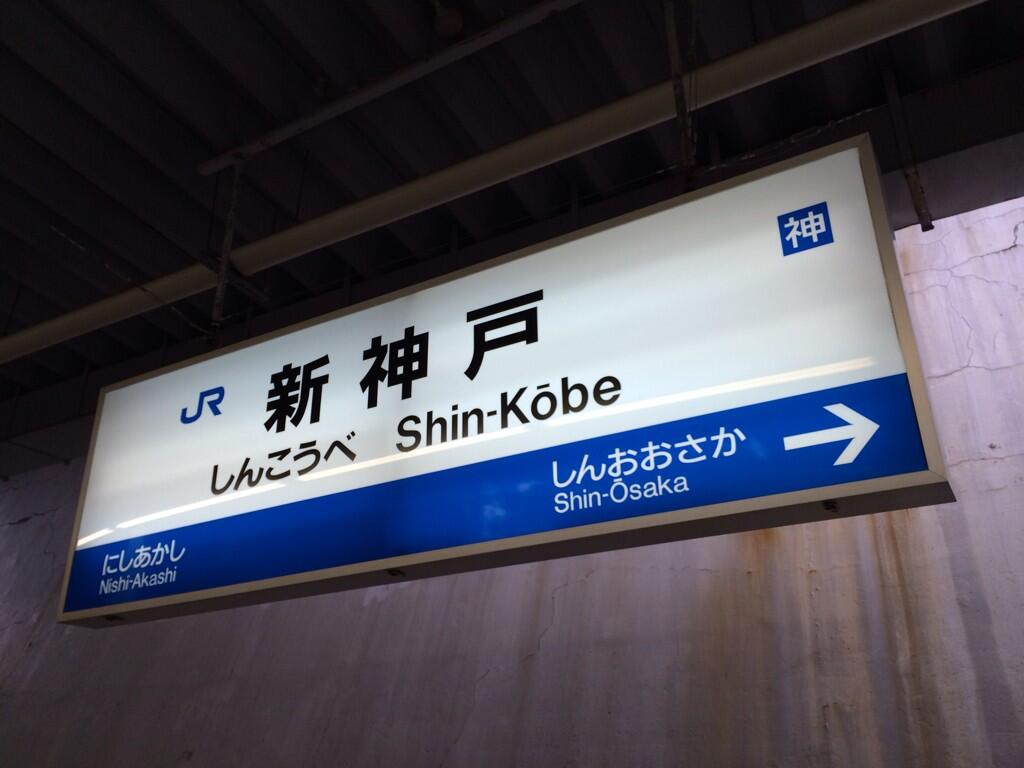 神
JR 新神戸
しんこうべ Shin-Kōbe
しんおおさか
Shin-Ōsaka
にしあかし
Nishi-Akashi